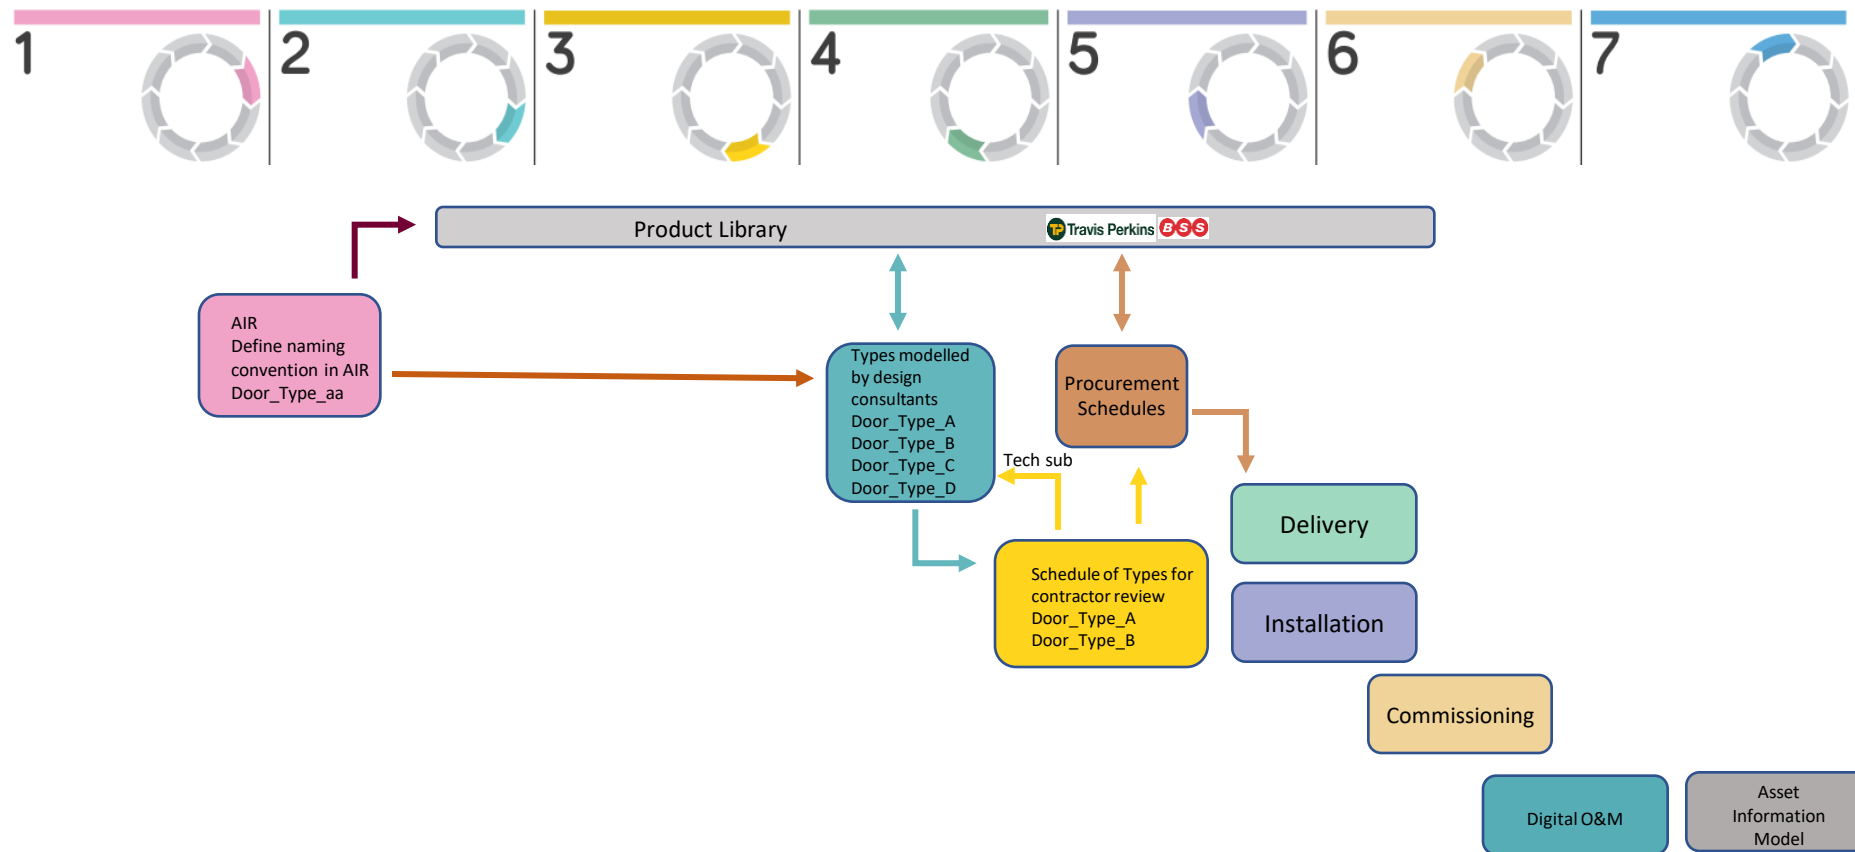 1
2
3
4
5
6
7
Product Library
TP Travis Perkins BSS
AIR
Define naming
convention in AIR
Door_Type_aa
Types modelled
by design
consultants
Door_Type_A
Door_Type_B
Door_Type_C
Door_Type_D
Procurement
Schedules
Tech sub
Delivery
Schedule of Types for
contractor review
Door_Type_A
Door_Type_B
Installation
Commissioning
Digital O&M
Asset
Information
Model